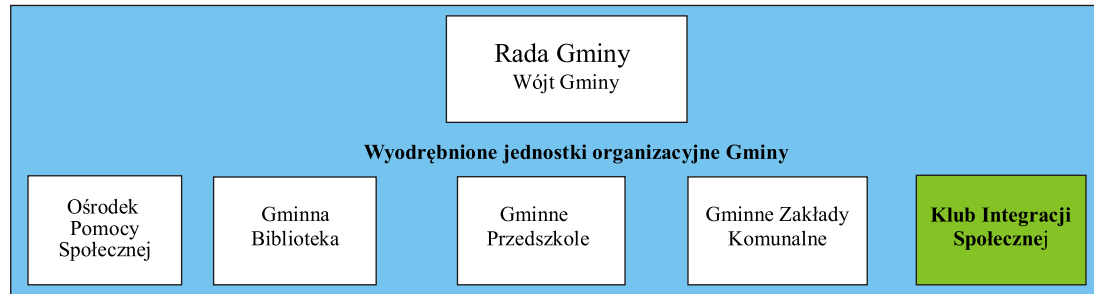 Rada Gminy
Wójt Gminy
Wyodrębnione jednostki organizacyjne Gminy
Ośrodek
Pomocy
Społecznej
Gminna
Biblioteka
Gminne
Przedszkole
Gminne Zakłady
Komunalne
Klub Integracji
Społecznej